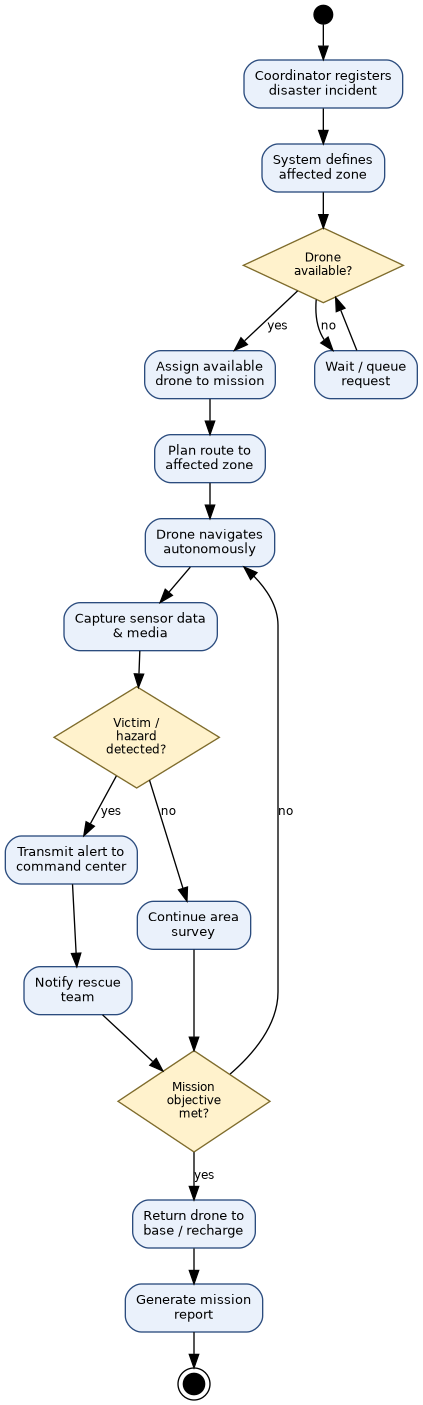 Coordinator registers
disaster incident
System defines
affected zone
Drone
available?
yes
no
Assign available
drone to mission
Wait / queue
request
Plan route to
affected zone
Drone navigates
autonomously
Capture sensor data
& media
Victim /
hazard
detected?
yes
no
no
Transmit alert to
command center
Continue area
survey
Notify rescue
team
Mission
objective
met?
yes
Return drone to
base / recharge
Generate mission
report